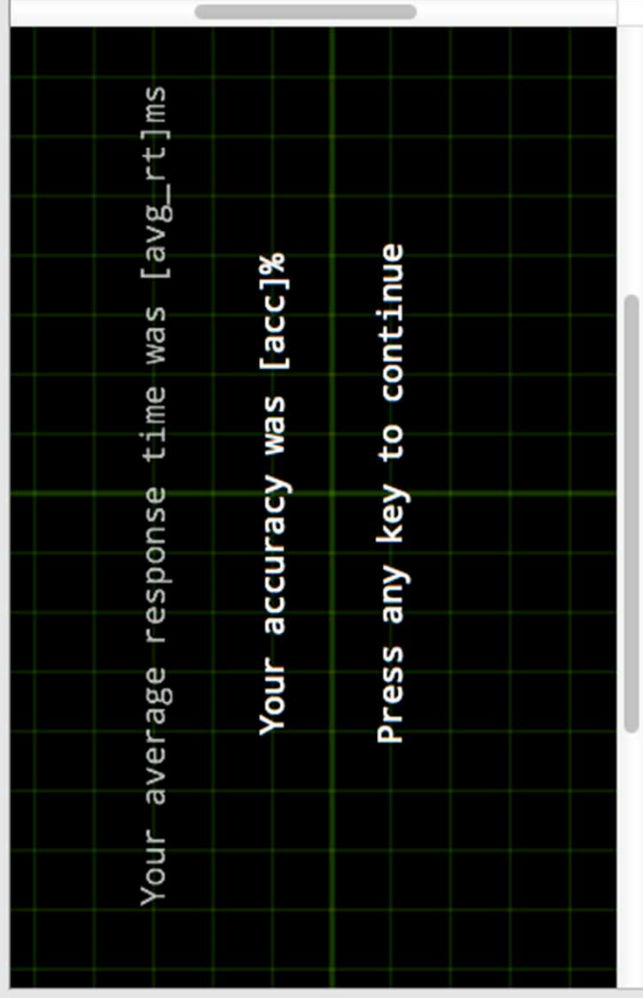 Your average response time was [avg_rt]ms
Your accuracy was [acc]%
Press any key to continue